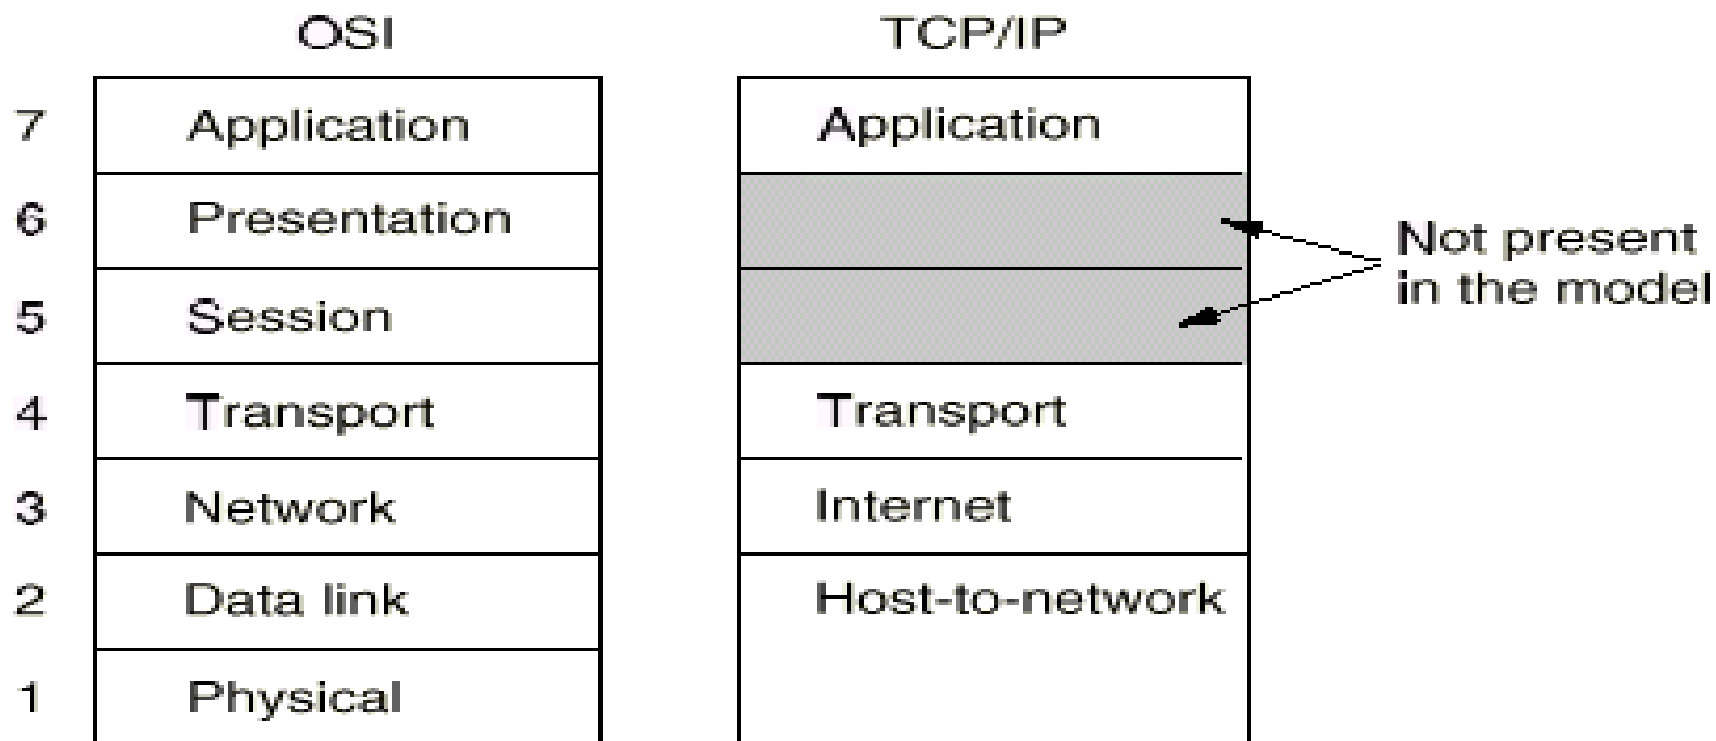 OSI TCP/IP
7 Application Application
6 Presentation
5 Session
Not present
in the model
4 Transport Transport
3 Network Internet
2 Data link Host-to-network
1 Physical